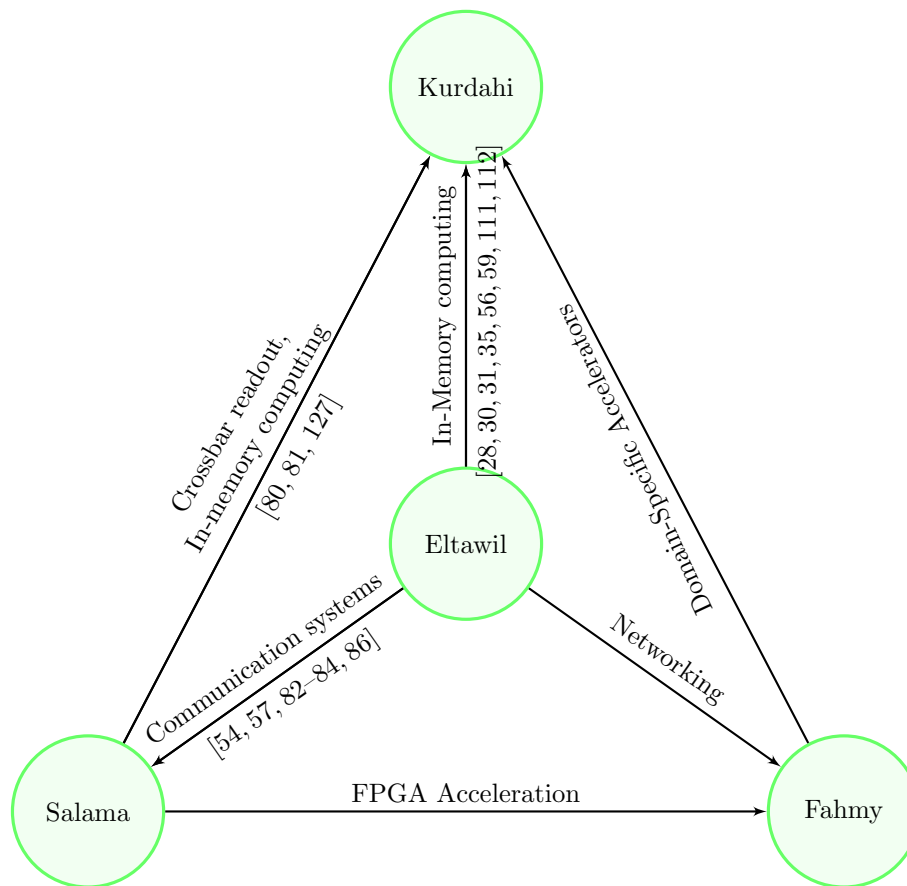 Kurdahi
Crossbar readout,
In-memory computing
[80, 81, 127]
In-Memory computing
[28, 30, 31, 35, 56, 59, 111, 112]
Domain-Specific Accelerators
Eltawil
Communication systems
[54, 57, 82–84, 86]
Networking
Salama
FPGA Acceleration
Fahmy